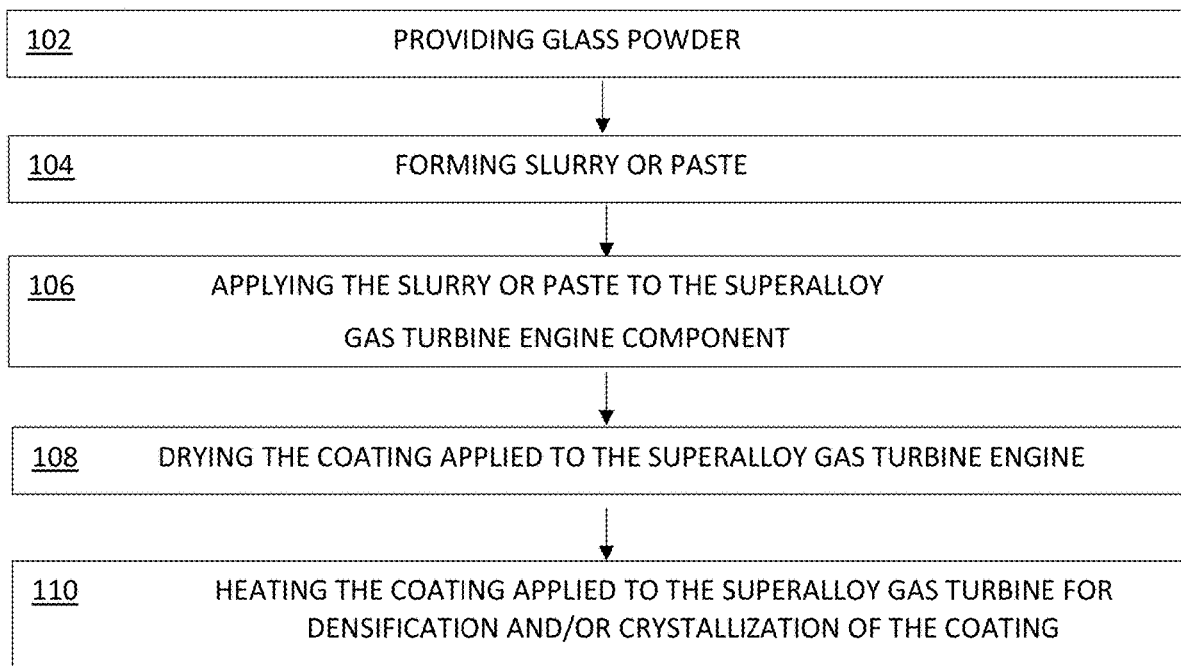 102 PROVIDING GLASS POWDER
104 FORMING SLURRY OR PASTE
106 APPLYING THE SLURRY OR PASTE TO THE SUPERALLOY
GAS TURBINE ENGINE COMPONENT
108 DRYING THE COATING APPLIED TO THE SUPERALLOY GAS TURBINE ENGINE
110 HEATING THE COATING APPLIED TO THE SUPERALLOY GAS TURBINE FOR
DENSIFICATION AND/OR CRYSTALLIZATION OF THE COATING